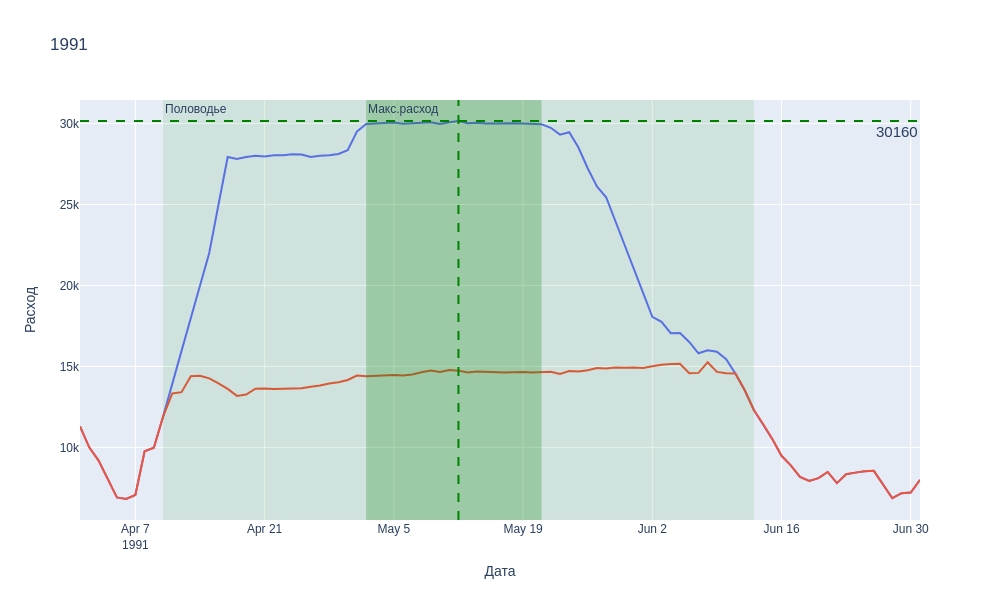 1991
Половодье
Макс.расход
30k
30160
25k
20k
15k
10k
Расход
Apr 7
1991
Apr 21
May 5
May 19
Jun 2
Jun 16
Jun 30
Дата